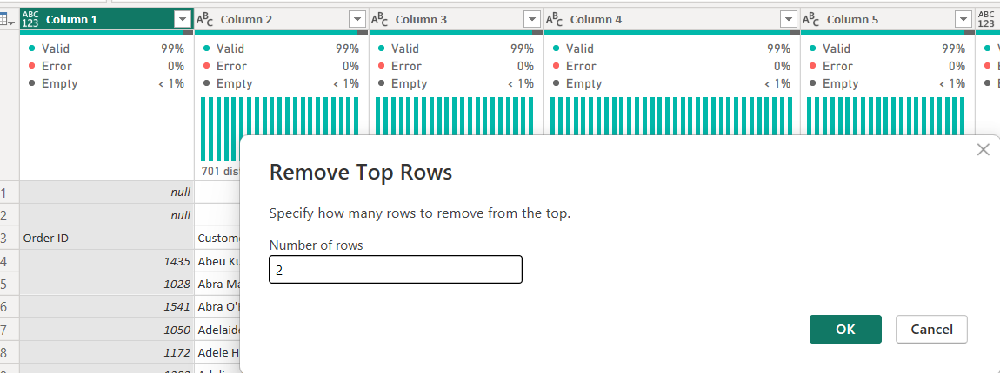 ABC 123 Column 1 ABC Column 2 ABC Column 3 ABC Column 4 ABC Column 5 ABC 123
Valid 99% Valid 99% Valid 99% Valid 99% Valid 99%
Error 0% Error 0% Error 0% Error 0% Error 0%
Empty < 1% Empty < 1% Empty < 1% Empty < 1% Empty < 1%
701 dis
Remove Top Rows
Specify how many rows to remove from the top.
Number of rows
2
OK Cancel
1 null
2 null
3 Order ID Custom
4 1435 Abeu Ku
5 1028 Abra Ma
6 1541 Abra O'
7 1050 Adelaid
8 1172 Adele H